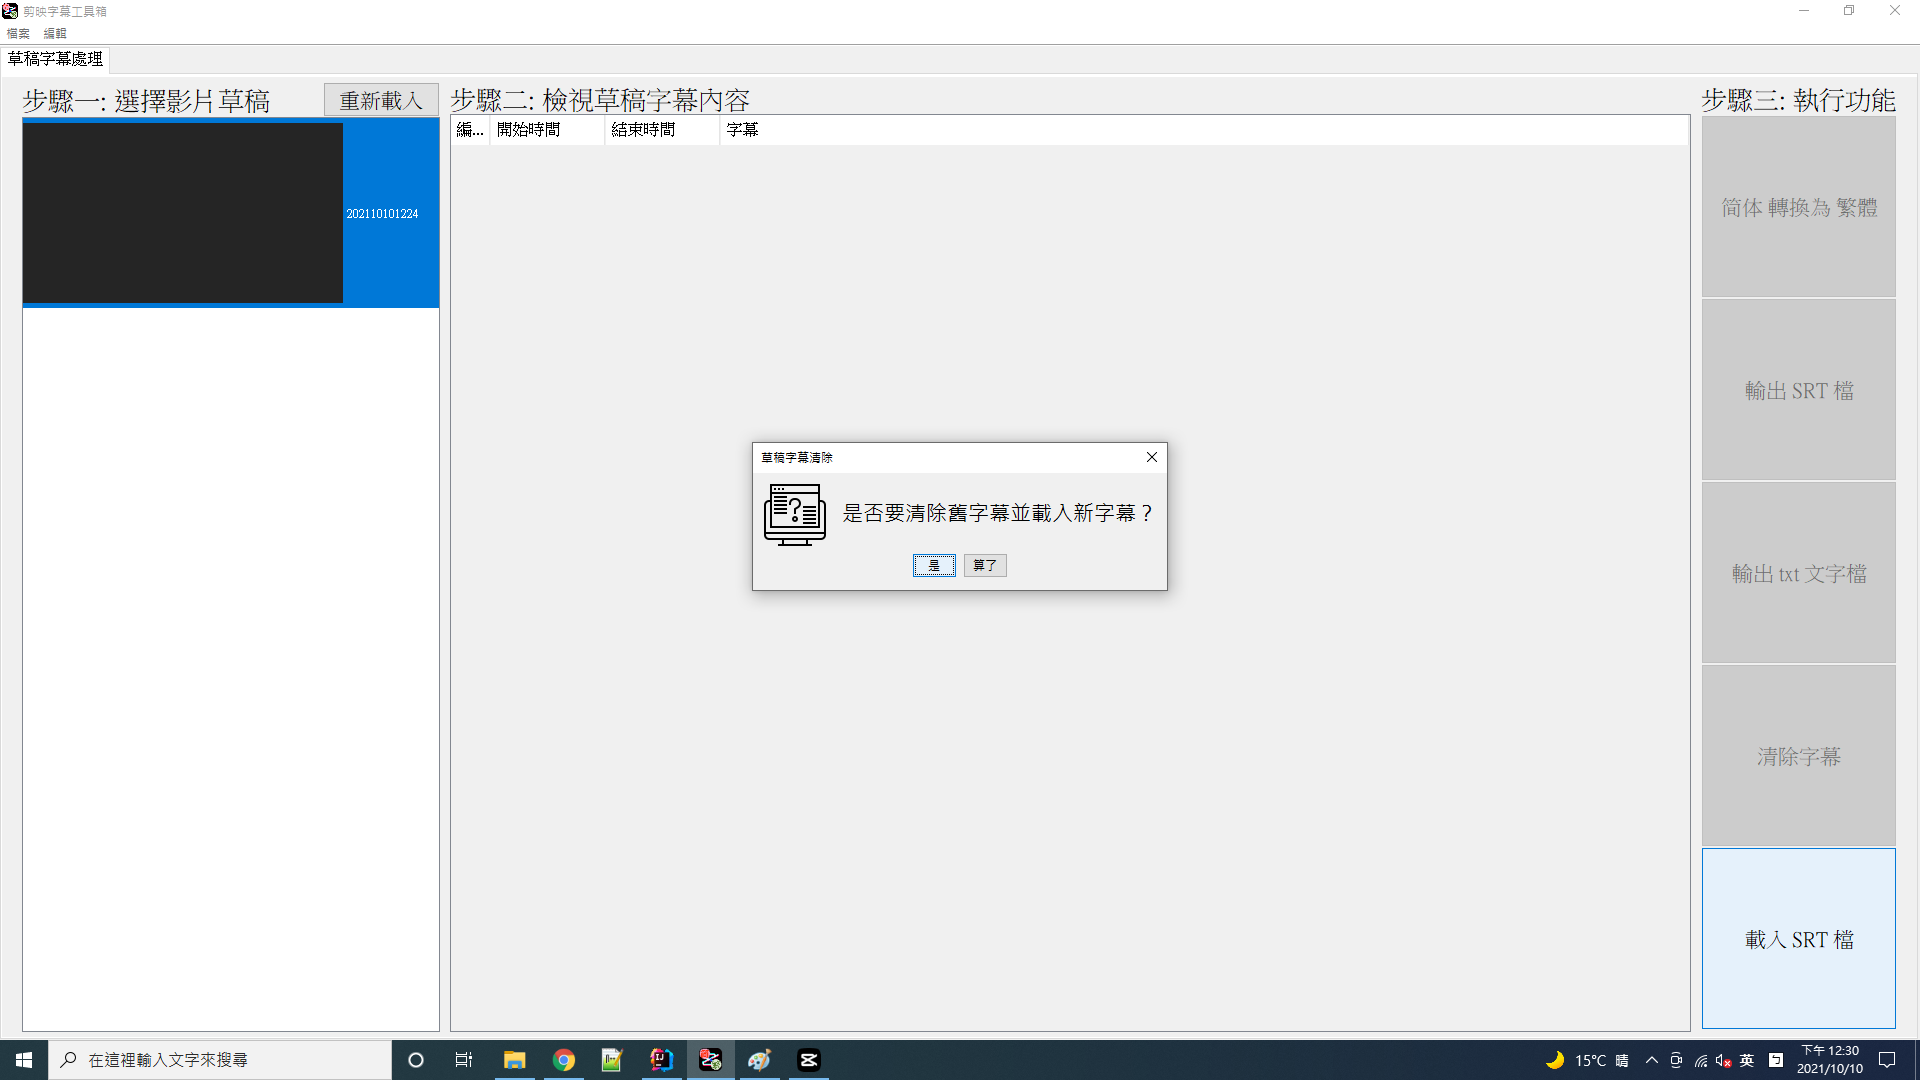 剪映字幕工具箱
檔案 編輯
草稿字幕處理
步驟一: 選擇影片草稿
重新載入
202110101224
步驟二: 檢視草稿字幕內容
編... 開始時間 結束時間 字幕
步驟三: 執行功能
简体 轉換為 繁體
輸出 SRT 檔
輸出 txt 文字檔
清除字幕
載入 SRT 檔
草稿字幕清除
是否要清除舊字幕並載入新字幕？
是 算了
在這裡輸入文字來搜尋
15°C 晴
英
下午 12:30
2021/10/10